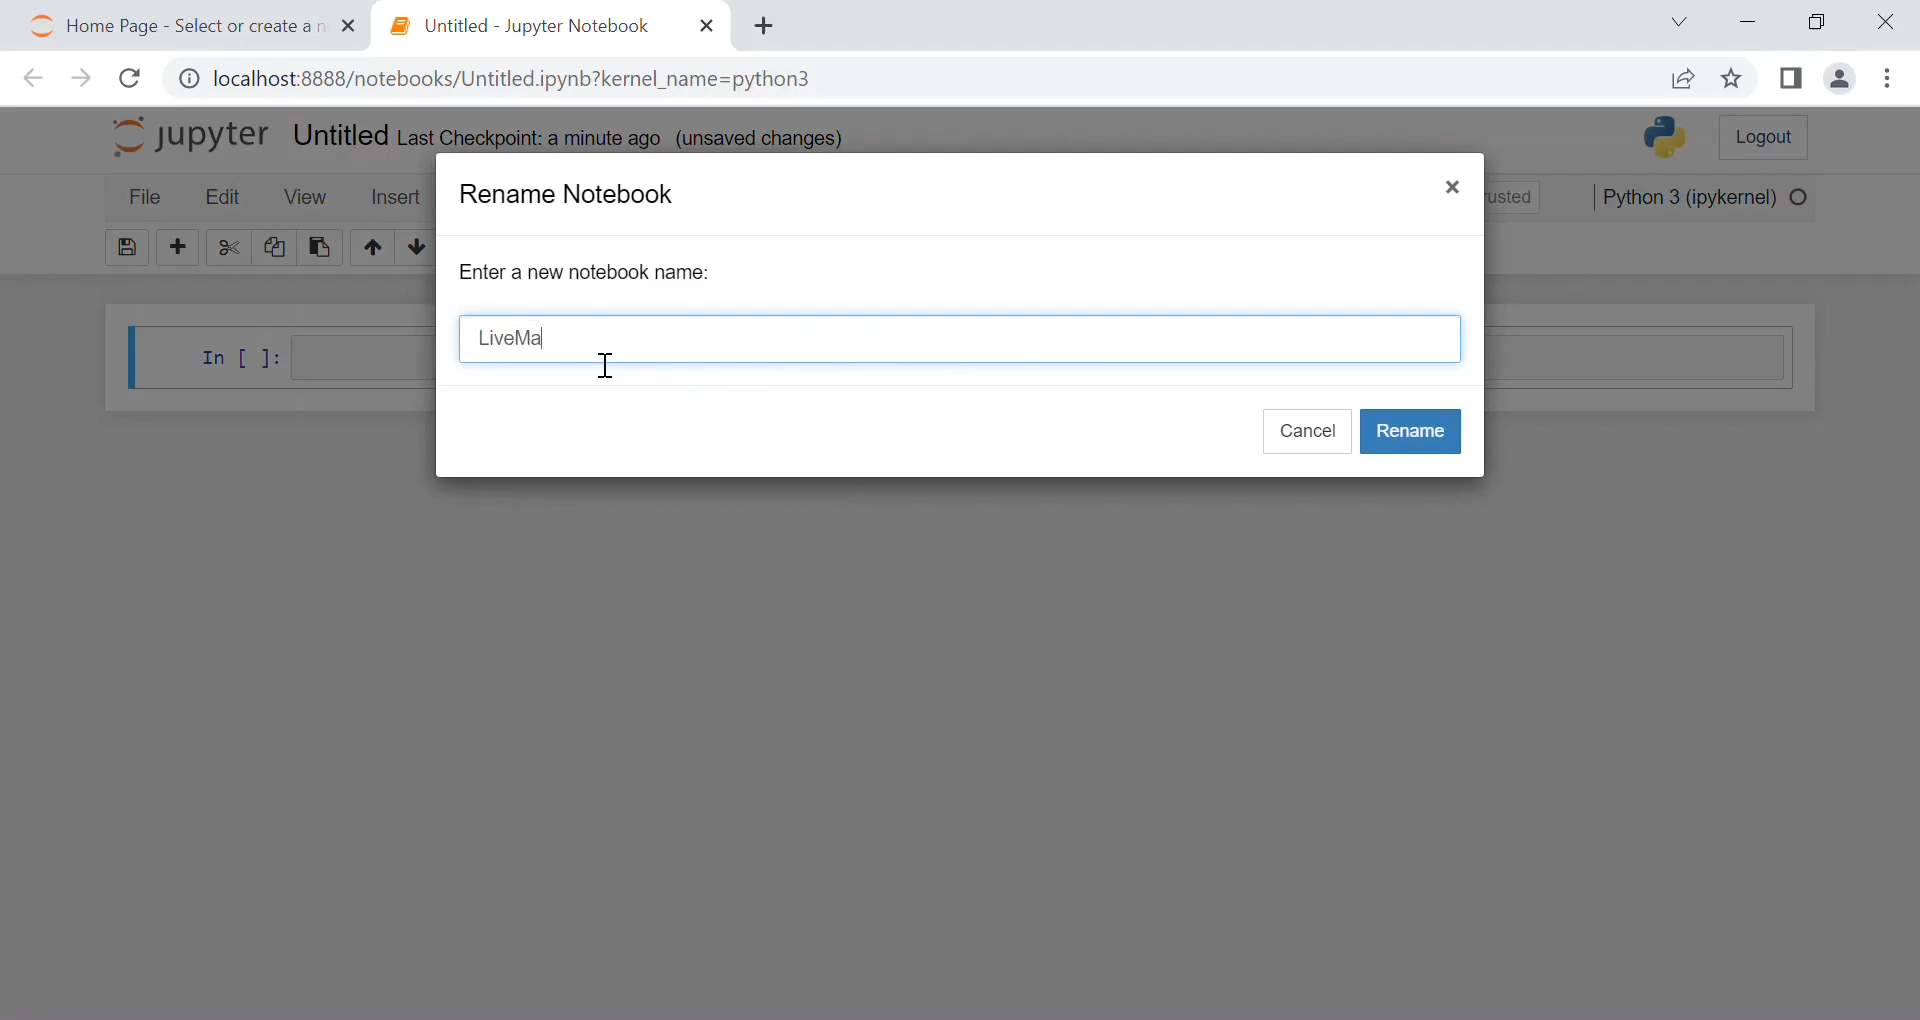 Home Page - Select or create a n
Untitled - Jupyter Notebook
localhost:8888/notebooks/Untitled.ipynb?kernel_name=python3
jupyter Untitled Last Checkpoint: a minute ago (unsaved changes)
Logout
File Edit View Insert
rusted
Python 3 (ipykernel)
Rename Notebook
Enter a new notebook name:
LiveMa
In [ ]:
Cancel Rename